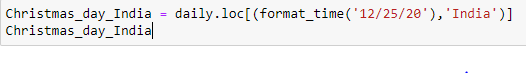 Christmas_day_India = daily.loc[(format_time('12/25/20'),'India')]
Christmas_day_India